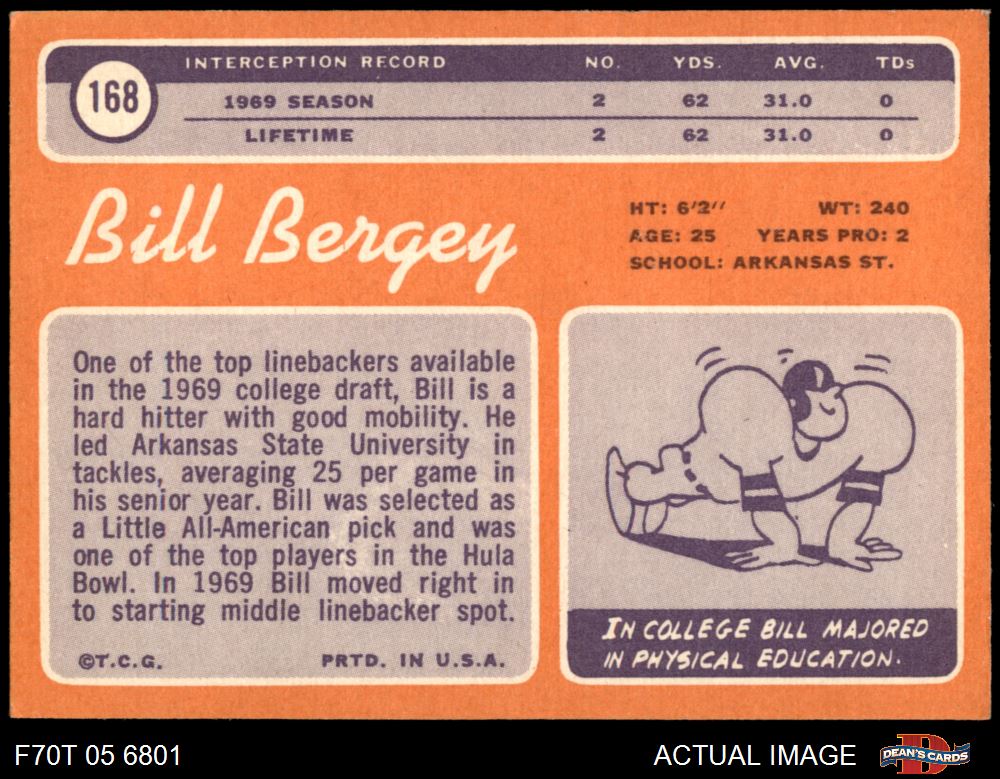 168
INTERCEPTION RECORD NO. YDS. AVG. TDs
1969 SEASON 2 62 31.0 0
LIFETIME 2 62 31.0 0
Bill Bergey
HT: 6'2" WT: 240
AGE: 25 YEARS PRO: 2
SCHOOL: ARKANSAS ST.
One of the top linebackers available
in the 1969 college draft, Bill is a
hard hitter with good mobility. He
led Arkansas State University in
tackles, averaging 25 per game in
his senior year. Bill was selected as
a Little All-American pick and was
one of the top players in the Hula
Bowl. In 1969 Bill moved right in
to starting middle linebacker spot.
©T.C.G. PRTD. IN U.S.A.
IN COLLEGE BILL MAJORED
IN PHYSICAL EDUCATION.
F70T 05 6801 ACTUAL IMAGE D DEAN'S CARDS